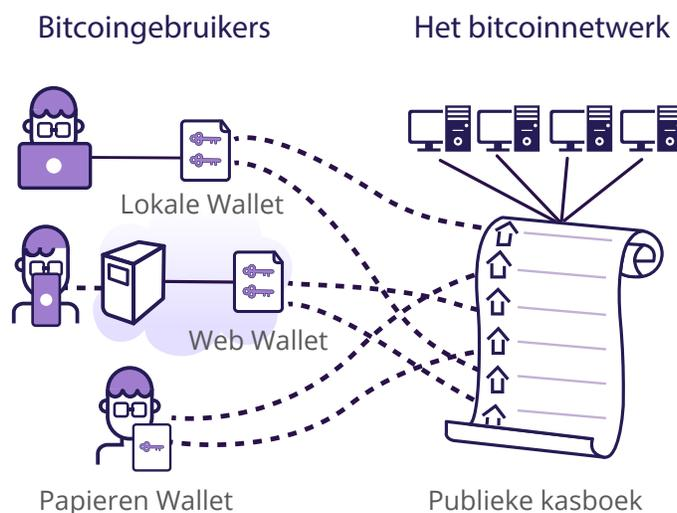 Bitcoingebruikers
Het bitcoinnetwerk
Lokale Wallet
Web Wallet
Papieren Wallet
Publieke kasboek